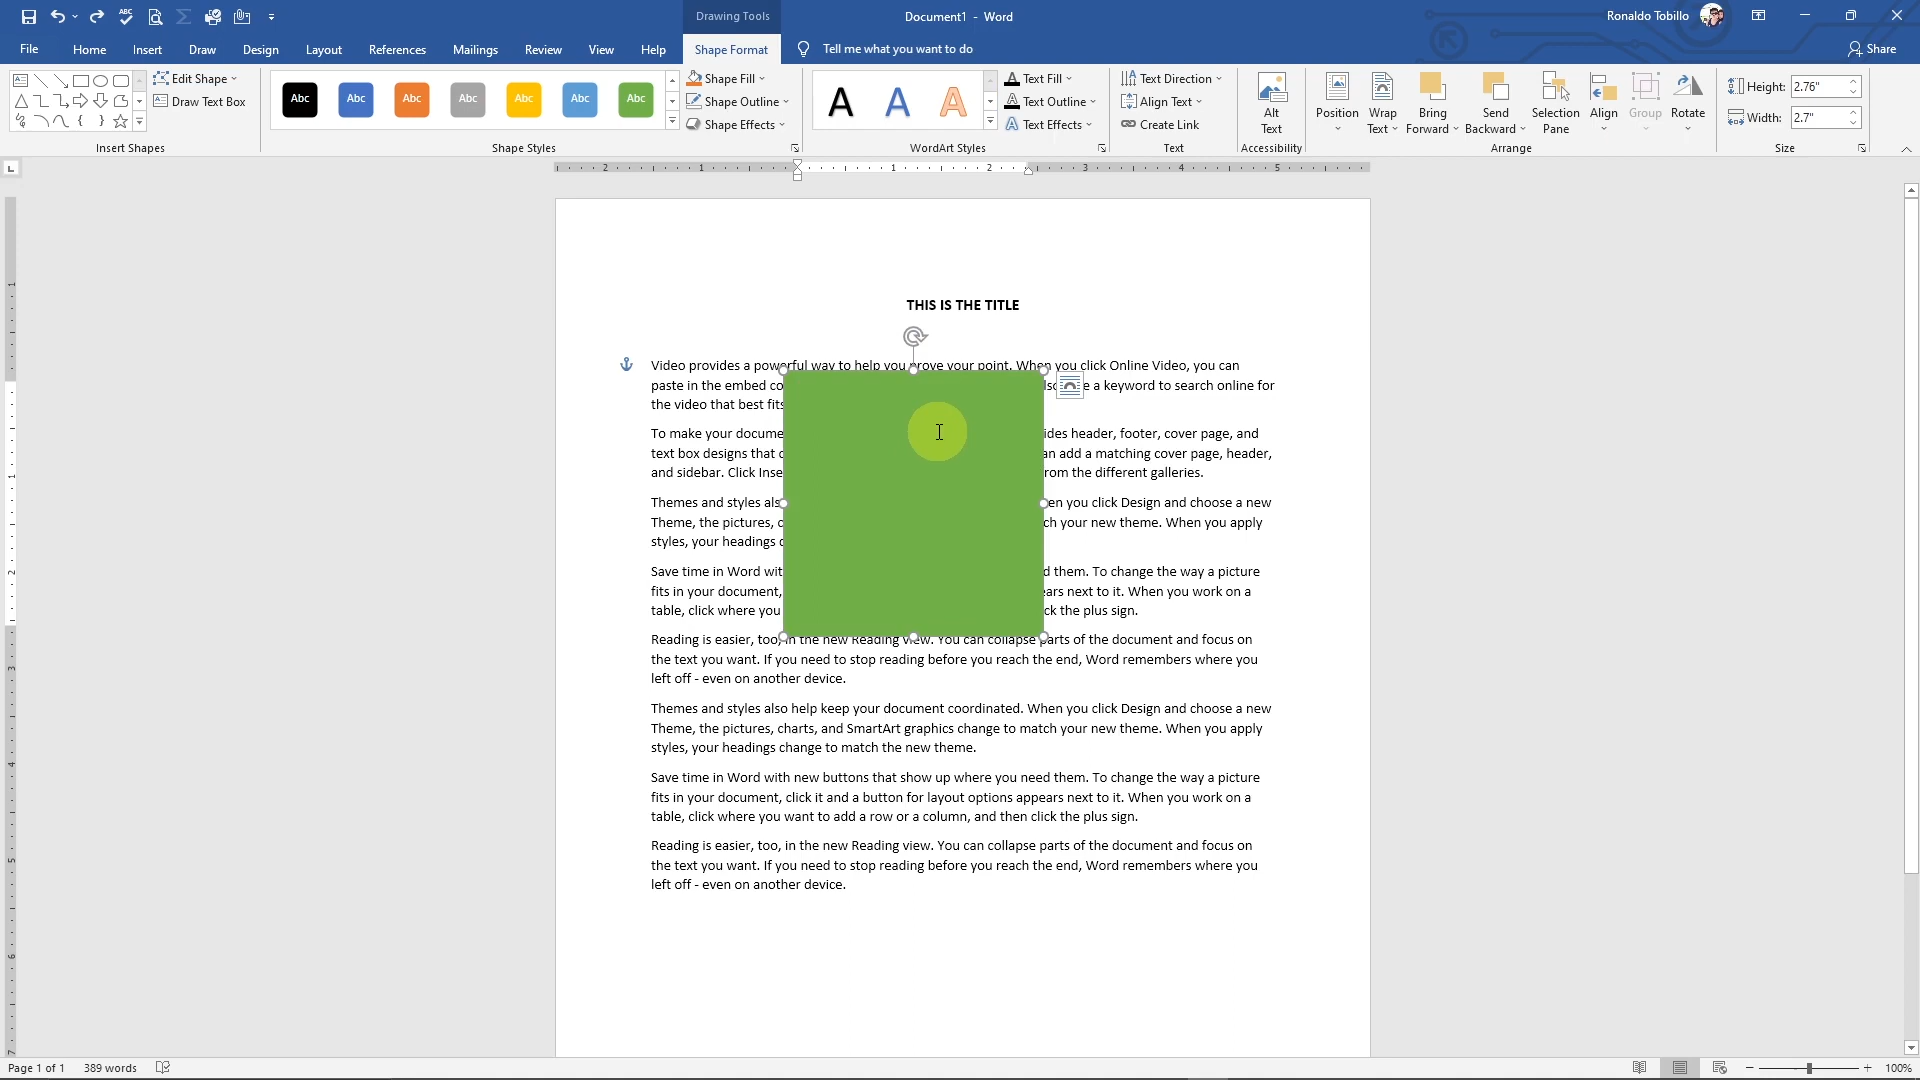 Drawing Tools
Document1 - Word
Ronaldo Tobillo
File Home Insert Draw Design Layout References Mailings Review View Help Shape Format Tell me what you want to do Share
Edit Shape
Draw Text Box
Insert Shapes
Abc Abc Abc Abc Abc Abc Abc
Shape Fill
Shape Outline
Shape Effects
Shape Styles
A A A
Text Fill
Text Outline
Text Effects
WordArt Styles
Text Direction
Align Text
Create Link
Text
Alt Text
Accessibility
Position
Wrap Text
Bring Forward
Send Backward
Selection Pane
Align
Group
Rotate
Arrange
Height: 2.76"
Width: 2.7"
Size
2 1 1 2 3 4 5
1
1
2
3
4
5
6
7
THIS IS THE TITLE
Video provides a powerful way to help you prove your point. When you click Online Video, you can
paste in the embed a keyword to search online for
the video that best fits
To make your header, footer, cover page, and
text box designs that add a matching cover page, header,
and sidebar. Click from the different galleries.
Themes and styles you click Design and choose a new
Theme, the pictures, your new theme. When you apply
styles, your headings
Save time in Word them. To change the way a picture
fits in your document, next to it. When you work on a
table, click where you the plus sign.
Reading is easier, too, in the new Reading view. You can collapse parts of the document and focus on
the text you want. If you need to stop reading before you reach the end, Word remembers where you
left off - even on another device.
Themes and styles also help keep your document coordinated. When you click Design and choose a new
Theme, the pictures, charts, and SmartArt graphics change to match your new theme. When you apply
styles, your headings change to match the new theme.
Save time in Word with new buttons that show up where you need them. To change the way a picture
fits in your document, click it and a button for layout options appears next to it. When you work on a
table, click where you want to add a row or a column, and then click the plus sign.
Reading is easier, too, in the new Reading view. You can collapse parts of the document and focus on
the text you want. If you need to stop reading before you reach the end, Word remembers where you
left off - even on another device.
Page 1 of 1 389 words 100%